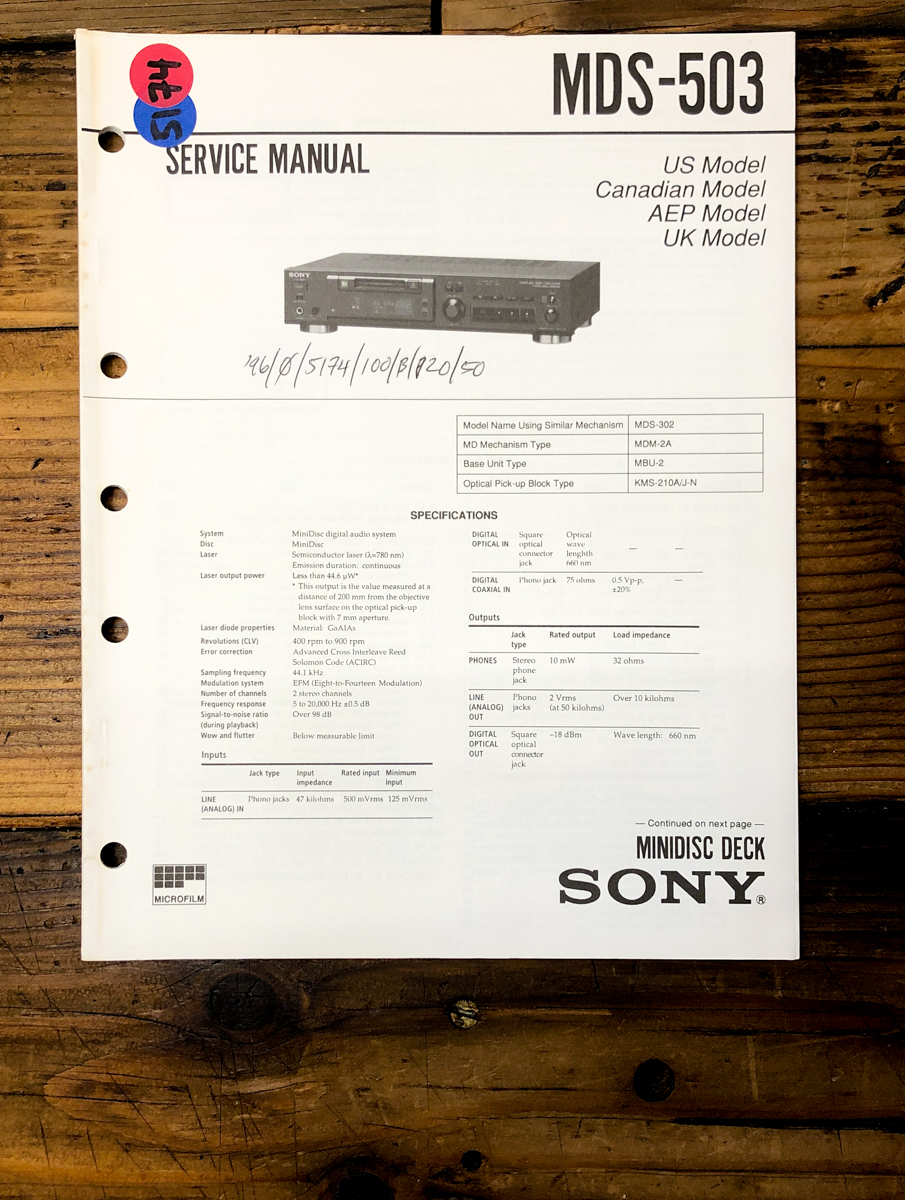 MDS-503
74
51
SERVICE MANUAL
US Model
Canadian Model
AEP Model
UK Model
SONY
'96/Ø/5174/100/B/120/50
Model Name Using Similar Mechanism MDS-302
MD Mechanism Type MDM-2A
Base Unit Type MBU-2
Optical Pick-up Block Type KMS-210A/J-N
SPECIFICATIONS
System MiniDisc digital audio system
Disc MiniDisc
Laser Semiconductor laser (λ=780 nm)
Emission duration: continuous
Laser output power Less than 44.6 µW*
* This output is the value measured at a
distance of 200 mm from the objective
lens surface on the optical pick-up
block with 7 mm aperture.
Laser diode properties Material: GaAlAs
Revolutions (CLV) 400 rpm to 900 rpm
Error correction Advanced Cross Interleave Reed
Solomon Code (ACIRC)
Sampling frequency 44.1 kHz
Modulation system EFM (Eight-to-Fourteen Modulation)
Number of channels 2 stereo channels
Frequency response 5 to 20,000 Hz ±0.5 dB
Signal-to-noise ratio Over 98 dB
(during playback)
Wow and flutter Below measurable limit
Inputs
Jack type Input Rated input Minimum
impedance input
LINE Phono jacks 47 kilohms 500 mVrms 125 mVrms
(ANALOG) IN
DIGITAL Square Optical
OPTICAL IN optical wave — —
connector lenghth
jack 660 nm
DIGITAL Phono jack 75 ohms 0.5 Vp-p, —
COAXIAL IN ±20%
Outputs
Jack Rated output Load impedance
type
PHONES Stereo 10 mW 32 ohms
phone
jack
LINE Phono 2 Vrms Over 10 kilohms
(ANALOG) jacks (at 50 kilohms)
OUT
DIGITAL Square –18 dBm Wave length: 660 nm
OPTICAL optical
OUT connector
jack
— Continued on next page —
MINIDISC DECK
SONY®
MICROFILM